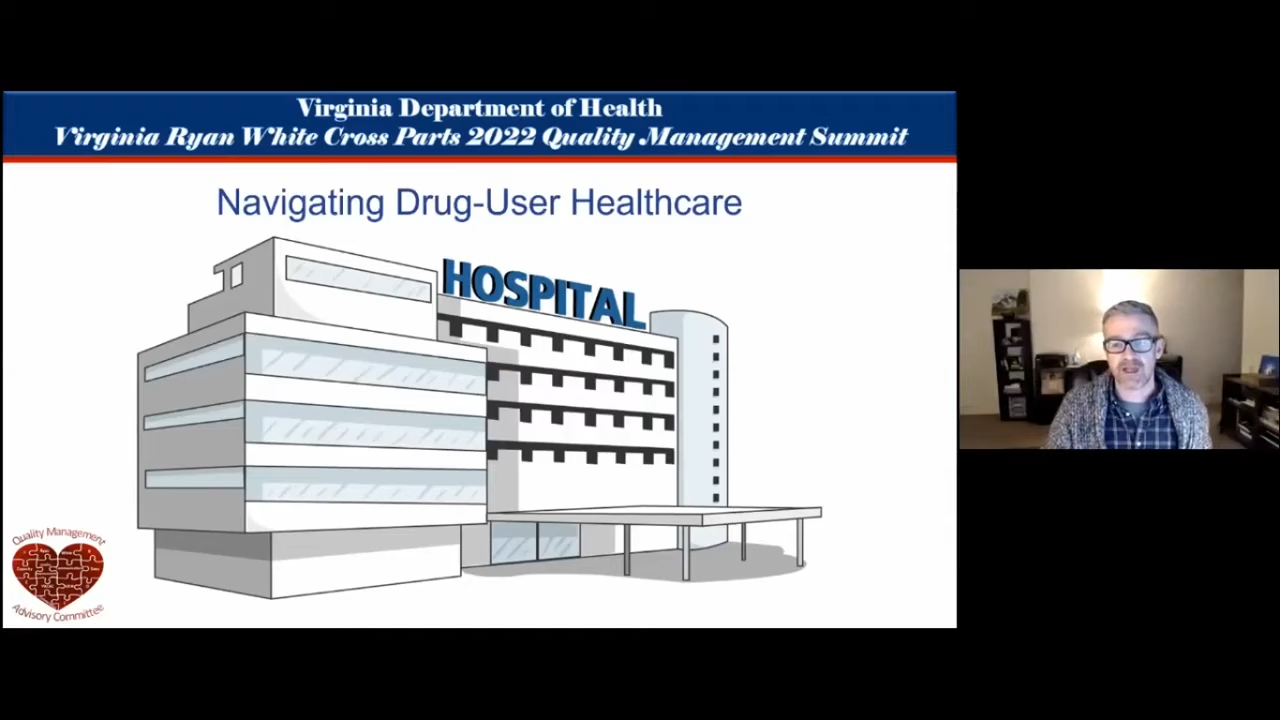 Virginia Department of Health
Virginia Ryan White Cross Parts 2022 Quality Management Summit
Navigating Drug-User Healthcare
HOSPITAL
Quality Management
Advisory Committee